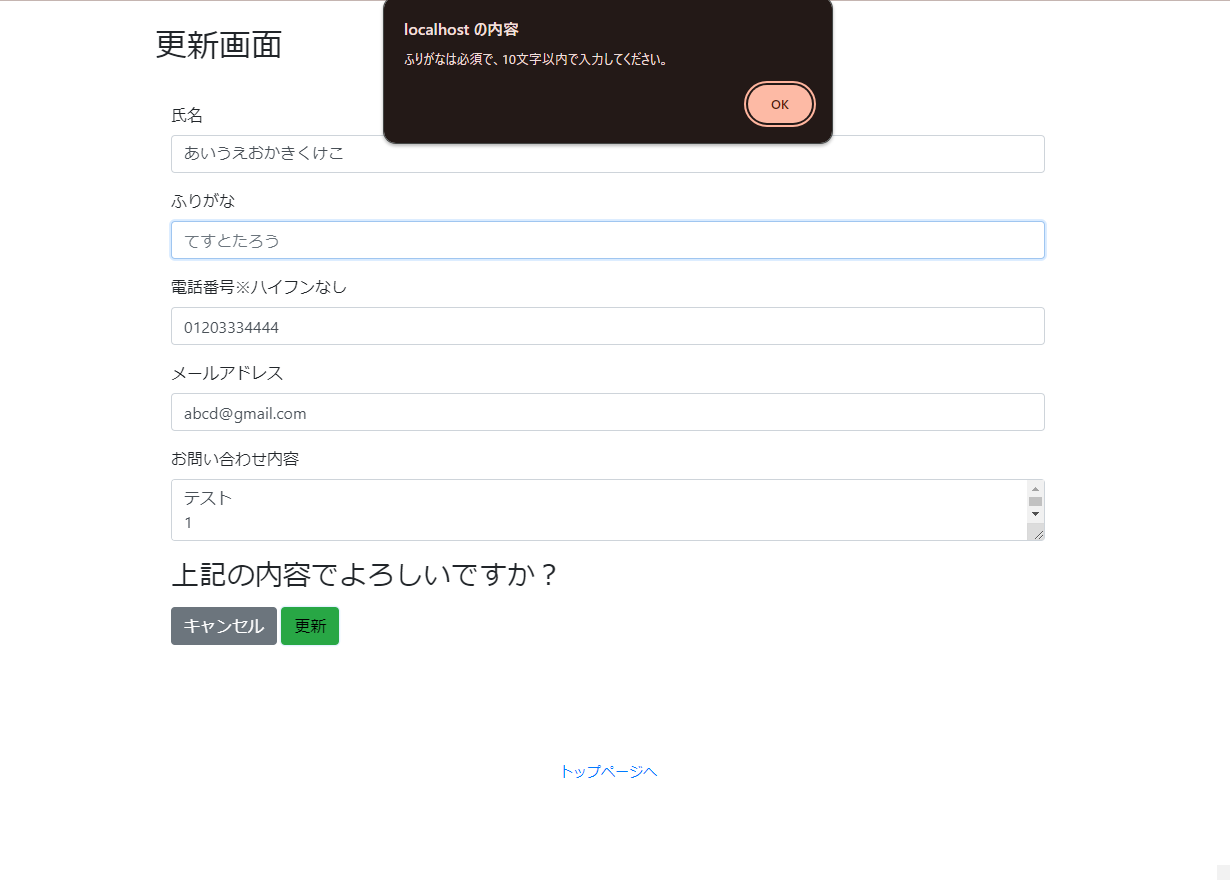 localhost の内容
ふりがなは必須で、10文字以内で入力してください。
OK
更新画面
氏名
あいうえおかきくけこ
ふりがな
てすとたろう
電話番号※ハイフンなし
01203334444
メールアドレス
abcd@gmail.com
お問い合わせ内容
テスト
1
上記の内容でよろしいですか？
キャンセル
更新
トップページへ